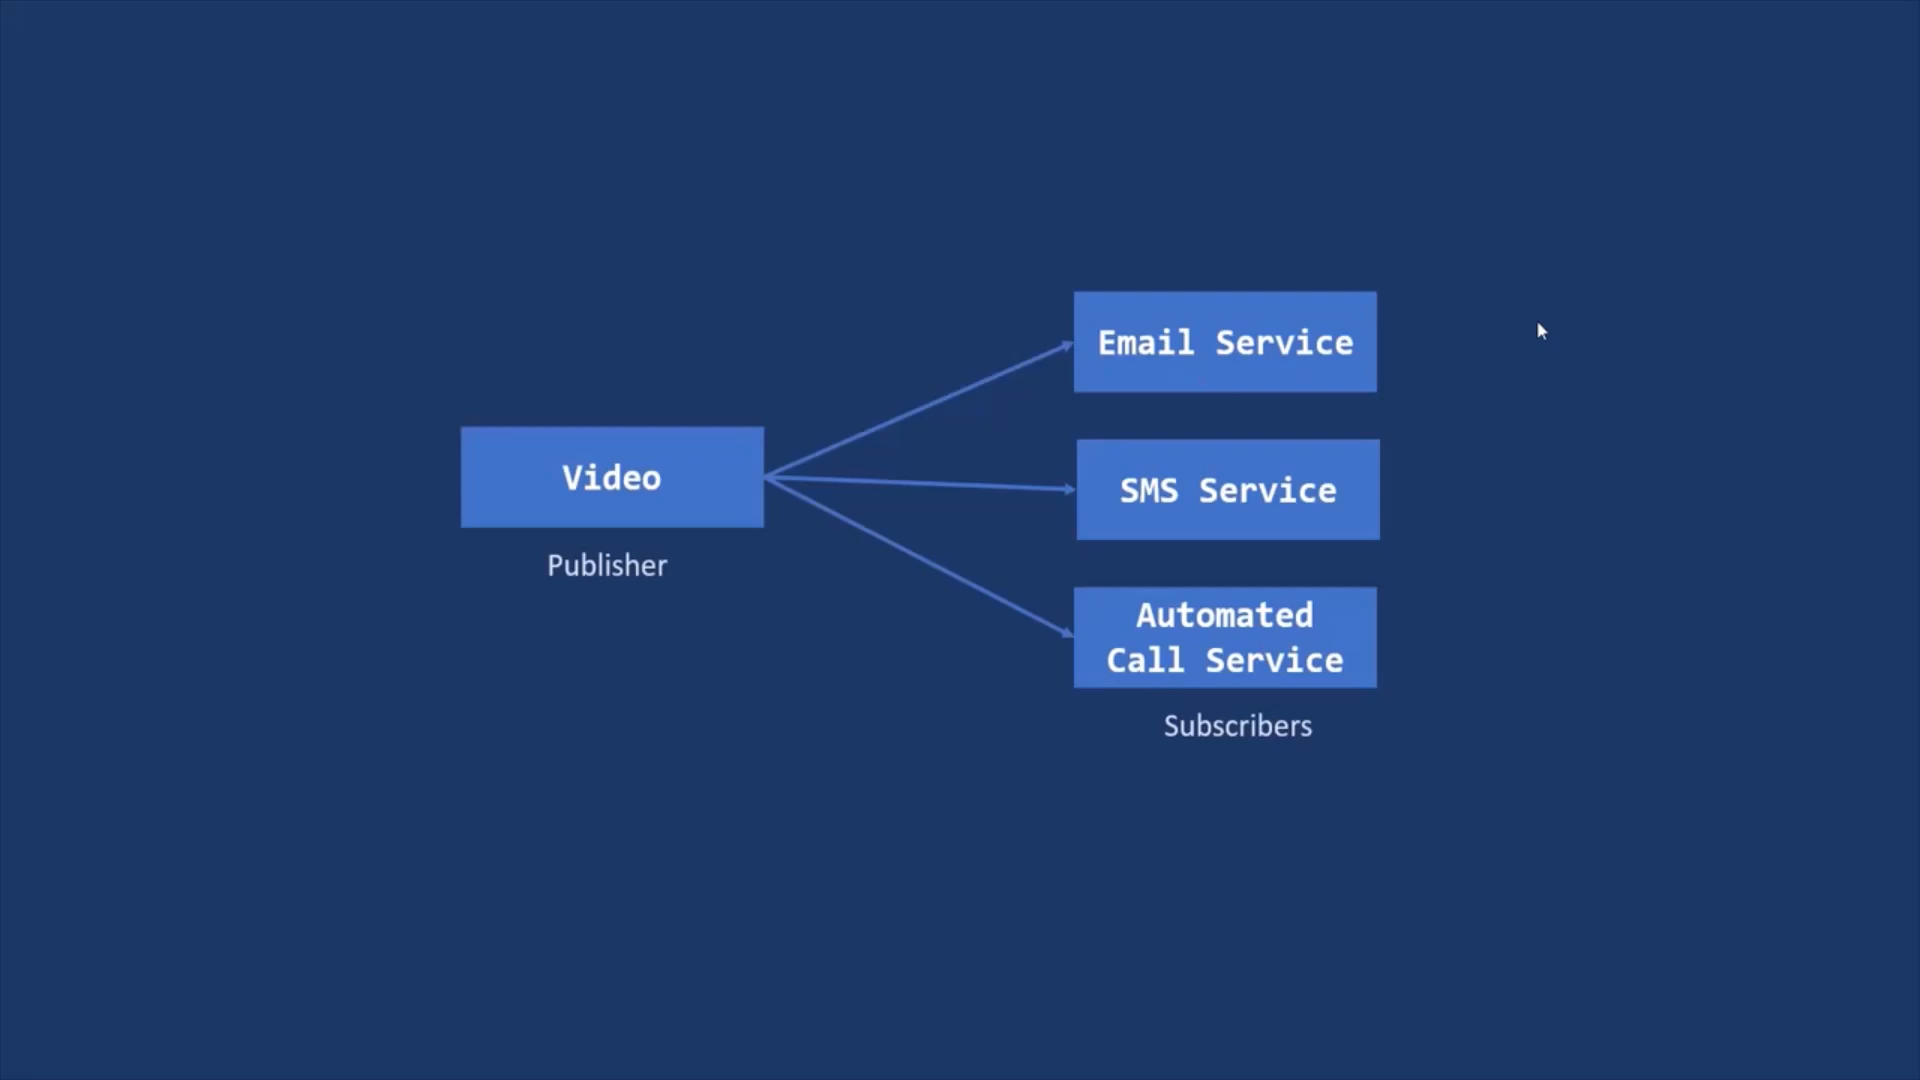 Email Service
Video
SMS Service
Publisher
Automated
Call Service
Subscribers